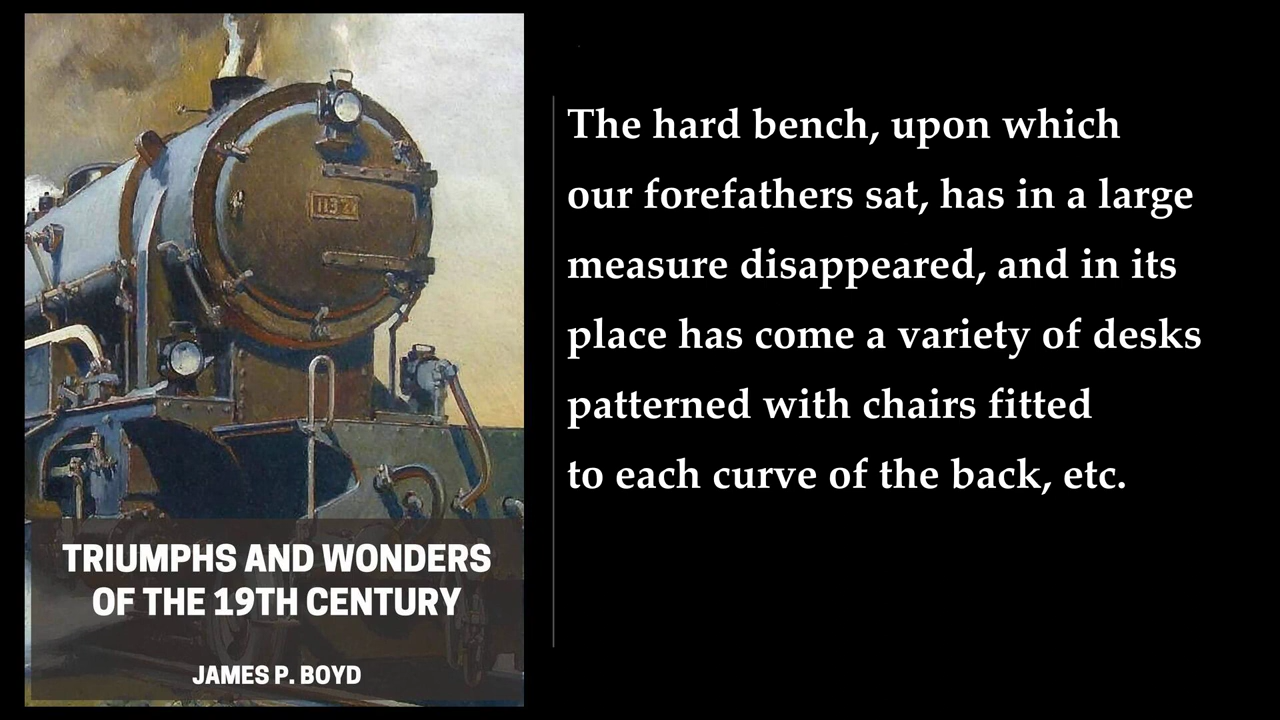 The hard bench, upon which
our forefathers sat, has in a large
measure disappeared, and in its
place has come a variety of desks
patterned with chairs fitted
to each curve of the back, etc.
TRIUMPHS AND WONDERS
OF THE 19TH CENTURY
JAMES P. BOYD